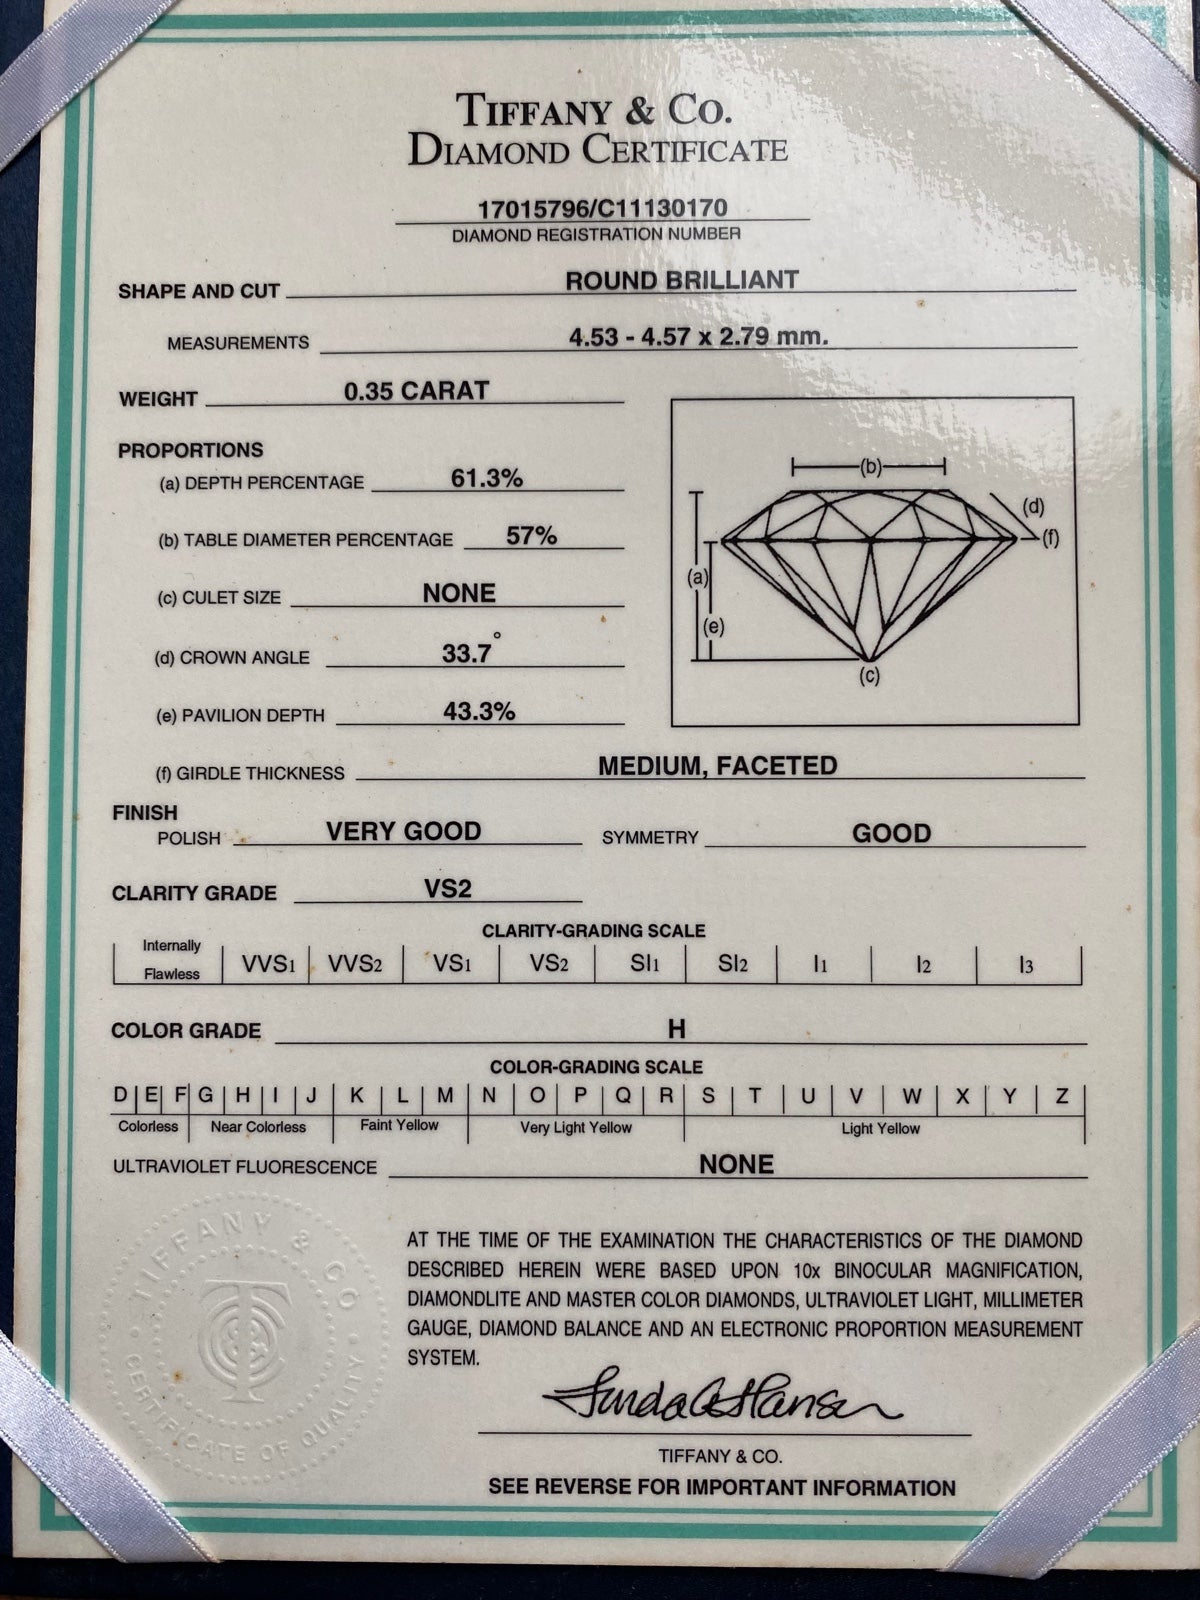 TIFFANY & CO.
DIAMOND CERTIFICATE
17015796/C11130170
DIAMOND REGISTRATION NUMBER
SHAPE AND CUT ROUND BRILLIANT
MEASUREMENTS 4.53 - 4.57 x 2.79 mm.
WEIGHT 0.35 CARAT
PROPORTIONS
(a) DEPTH PERCENTAGE 61.3%
(b) TABLE DIAMETER PERCENTAGE 57%
(c) CULET SIZE NONE
(d) CROWN ANGLE 33.7°
(e) PAVILION DEPTH 43.3%
(b)
(d)
(f)
(a)
(e)
(c)
(f) GIRDLE THICKNESS MEDIUM, FACETED
FINISH
POLISH VERY GOOD SYMMETRY GOOD
CLARITY GRADE VS2
CLARITY-GRADING SCALE
Internally Flawless VVS1 VVS2 VS1 VS2 SI1 SI2 I1 I2 I3
COLOR GRADE H
COLOR-GRADING SCALE
D E F G H I J K L M N O P Q R S T U V W X Y Z
Colorless Near Colorless Faint Yellow Very Light Yellow Light Yellow
ULTRAVIOLET FLUORESCENCE NONE
TIFFANY & CO
CERTIFICATE OF QUALITY
AT THE TIME OF THE EXAMINATION THE CHARACTERISTICS OF THE DIAMOND
DESCRIBED HEREIN WERE BASED UPON 10x BINOCULAR MAGNIFICATION,
DIAMONDLITE AND MASTER COLOR DIAMONDS, ULTRAVIOLET LIGHT, MILLIMETER
GAUGE, DIAMOND BALANCE AND AN ELECTRONIC PROPORTION MEASUREMENT
SYSTEM.
TIFFANY & CO.
SEE REVERSE FOR IMPORTANT INFORMATION